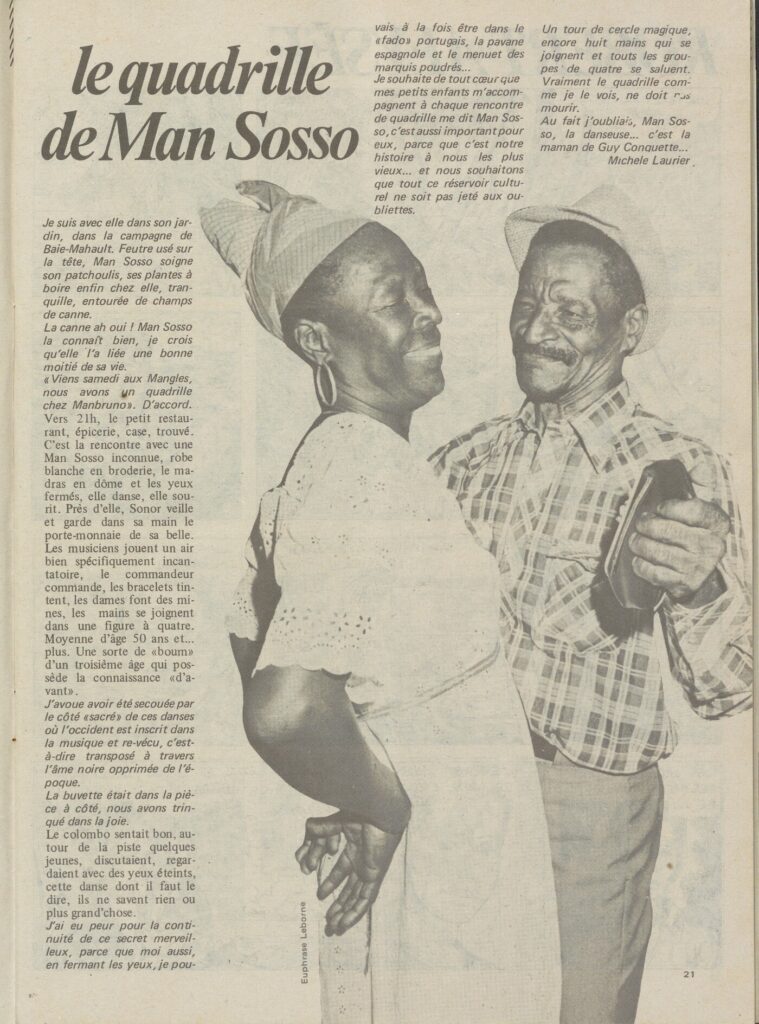 le quadrille
de Man Sosso
Je suis avec elle dans son jar-
din, dans la campagne de
Baie-Mahault. Feutre usé sur
la tête, Man Sosso soigne
son patchoulis, ses plantes à
boire enfin chez elle, tran-
quille, entourée de champs
de canne.
La canne ah oui ! Man Sosso
la connaît bien, je crois
qu'elle l'a liée une bonne
moitié de sa vie.
«Viens samedi aux Mangles,
nous avons un quadrille
chez Manbruno». D'accord.
Vers 21h, le petit restau-
rant, épicerie, case, trouvé.
C'est la rencontre avec une
Man Sosso inconnue, robe
blanche en broderie, le ma-
dras en dôme et les yeux
fermés, elle danse, elle sou-
rit. Près d'elle, Sonor veille
et garde dans sa main le
porte-monnaie de sa belle.
Les musiciens jouent un air
bien spécifiquement incan-
tatoire, le commandeur
commande, les bracelets tin-
tent, les dames font des mi-
nes, les mains se joignent
dans une figure à quatre.
Moyenne d'âge 50 ans et...
plus. Une sorte de «boum»
d'un troisième âge qui pos-
sède la connaissance «d'a-
vant».
J'avoue avoir été secouée par
le côté «sacré» de ces danses
où l'occident est inscrit dans
la musique et re-vécu, c'est-
à-dire transposé à travers
l'âme noire opprimée de l'é-
poque.
La buvette était dans la piè-
ce à côté, nous avons trin-
qué dans la joie.
Le colombo sentait bon, au-
tour de la piste quelques
jeunes, discutaient, regar-
daient avec des yeux éteints,
cette danse dont il faut le
dire, ils ne savent rien ou
plus grand'chose.
J'ai eu peur pour la conti-
nuité de ce secret merveil-
leux, parce que moi aussi,
en fermant les yeux, je pou-
vais à la fois être dans le
«fado» portugais, la pavane
espagnole et le menuet des
marquis poudrés...
Je souhaite de tout cœur que
mes petits enfants m'accom-
pagnent à chaque rencontre
de quadrille me dit Man Sos-
so, c'est aussi important pour
eux, parce que c'est notre
histoire à nous les plus
vieux... et nous souhaitons
que tout ce réservoir cultu-
rel ne soit pas jeté aux ou-
bliettes.
Un tour de cercle magique,
encore huit mains qui se
joignent et touts les grou-
pes de quatre se saluent.
Vraiment le quadrille com-
me je le vois, ne doit pas
mourir.
Au fait j'oubliais, Man Sos-
so, la danseuse... c'est la
maman de Guy Conquette...
Michele Laurier
Euphrase Leborne
21